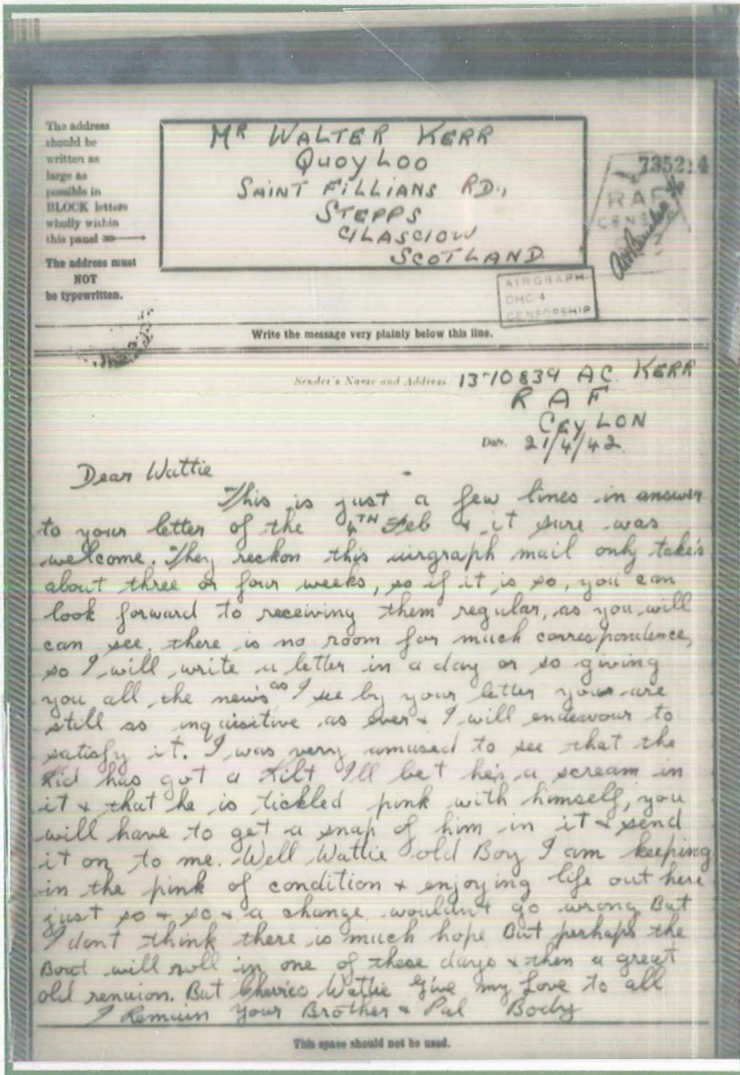 The address
should be
written as
large as
possible in
BLOCK letters
wholly within
this panel
The address must
NOT
be typewritten.
MR WALTER KERR
QUOYLOO
SAINT FILLIANS RD.,
STEPPS
GLASGOW
SCOTLAND.
735214
RAF
CENSOR
AIRGRAPH
CENSORSHIP
Write the message very plainly below this line.
Sender's Name and Address 1370839 AC. KERR
R A F
CEYLON
Date. 21/4/42
Dear Wattie
This is just a few lines in answer
to your letter of the 4TH Feb & it sure was
welcome. They reckon this airgraph mail only take's
about three or four weeks, so if it is so, you can
look forward to receiving them regular, as you will
can see, there is no room for much correspondence,
so I will write a letter in a day or so giving
you all the news as I see by your letter you are
still as inquisitive as ever & I will endevour to
satisfy it. I was very amused to see that the
Kid has got a Kilt I'll bet he's a scream in
it & that he is tickled pink with himself, you
will have to get a snap of him in it & send
it on to me. Well Wattie old Boy I am keeping
in the pink of condition & enjoying life out here
just so & so & a change wouldn't go wrong But
I don't think there is much hope But perhaps the
Boat will roll in one of these days & then a great
old renuion. But Cheerio Wattie Give my Love to all
I Remain Your Brother & Pal Body
This space should not be used.